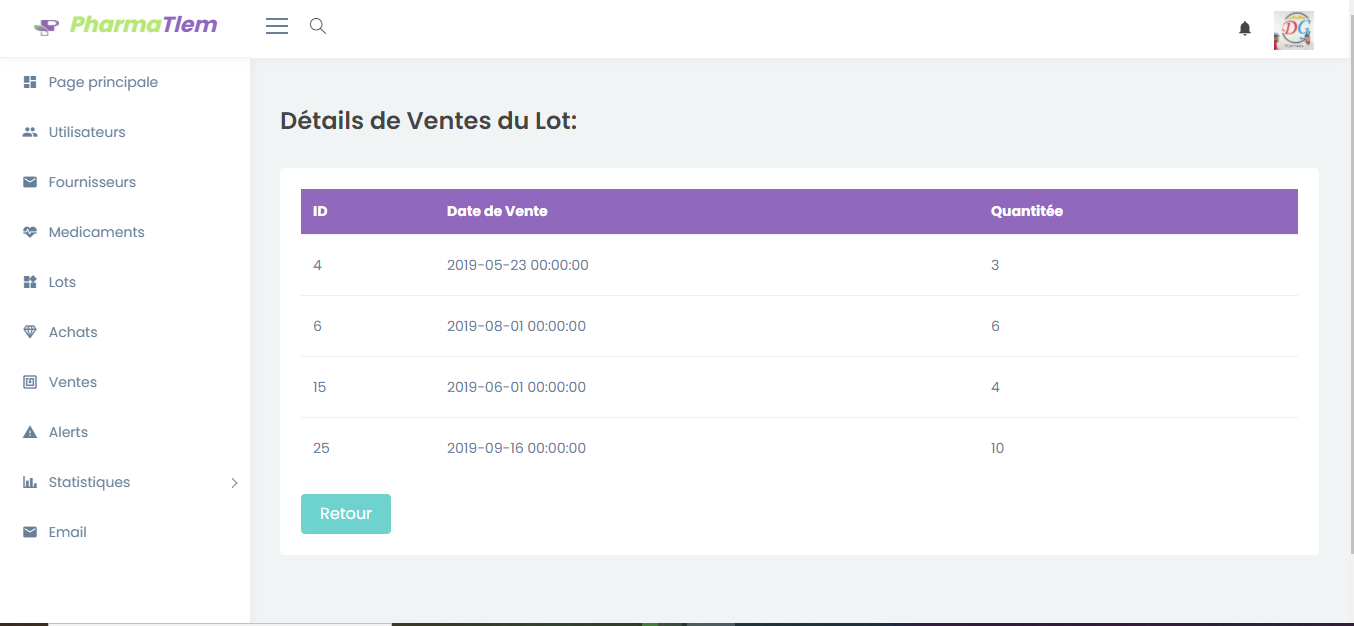 PharmaTlem
Page principale
Utilisateurs
Fournisseurs
Medicaments
Lots
Achats
Ventes
Alerts
Statistiques
Email
Détails de Ventes du Lot:
ID Date de Vente Quantitée
4 2019-05-23 00:00:00 3
6 2019-08-01 00:00:00 6
15 2019-06-01 00:00:00 4
25 2019-09-16 00:00:00 10
Retour
DG